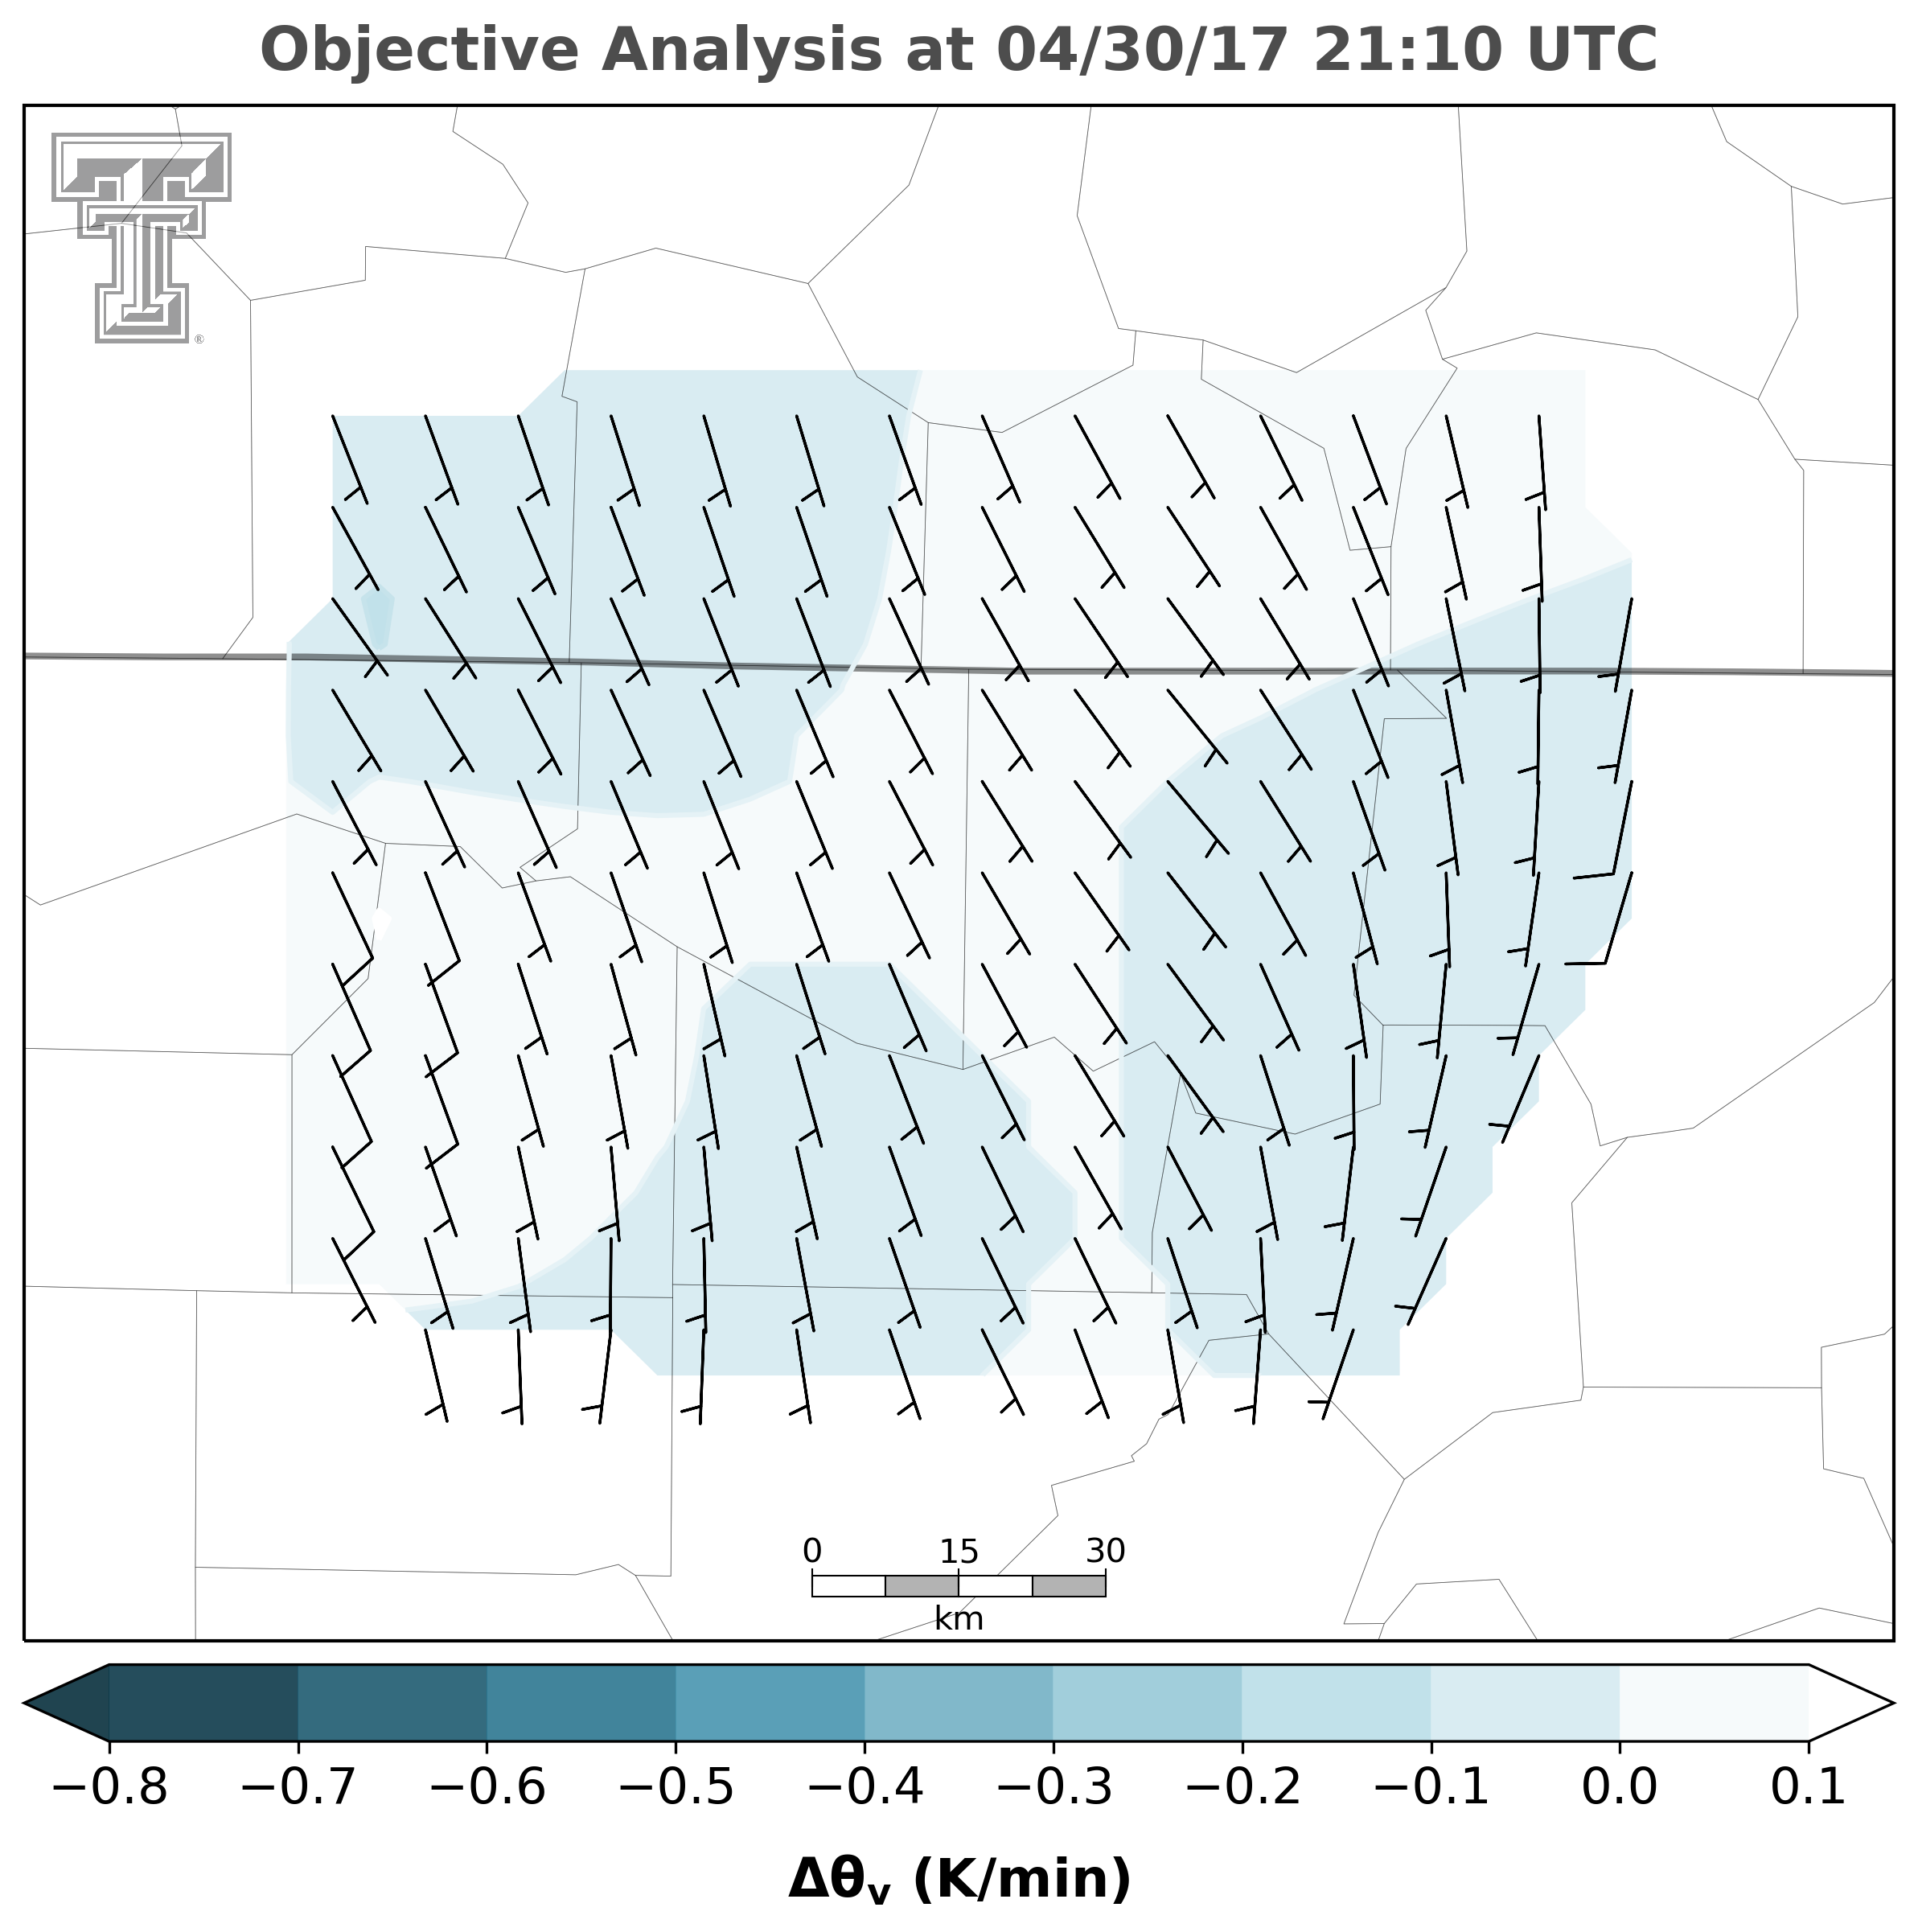 Objective Analysis at 04/30/17 21:10 UTC
®
0 15 30
km
−0.8 −0.7 −0.6 −0.5 −0.4 −0.3 −0.2 −0.1 0.0 0.1
Δθv (K/min)